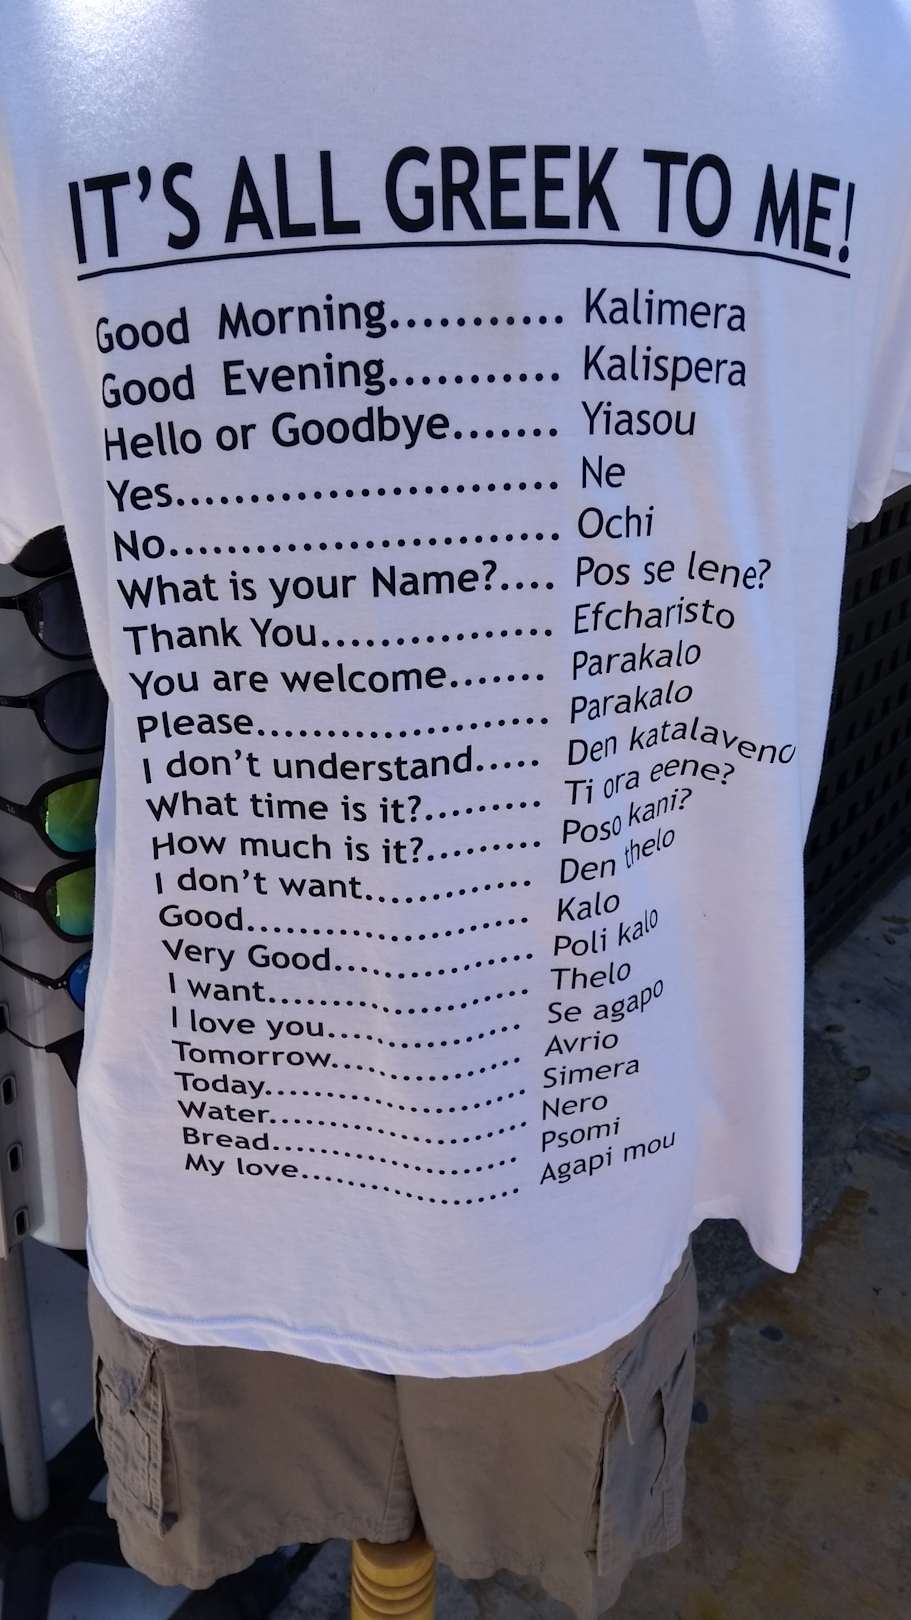 IT'S ALL GREEK TO ME!
Good Morning........... Kalimera
Good Evening........... Kalispera
Hello or Goodbye....... Yiasou
Yes.......................... Ne
No........................... Ochi
What is your Name?.... Pos se lene?
Thank You................ Efcharisto
You are welcome....... Parakalo
Please..................... Parakalo
I don't understand..... Den katalaveno
What time is it?......... Ti ora eene?
How much is it?......... Poso kani?
I don't want............. Den thelo
Good...................... Kalo
Very Good................ Poli kalo
I want..................... Thelo
I love you................ Se agapo
Tomorrow................ Avrio
Today...................... Simera
Water...................... Nero
Bread...................... Psomi
My love.................... Agapi mou